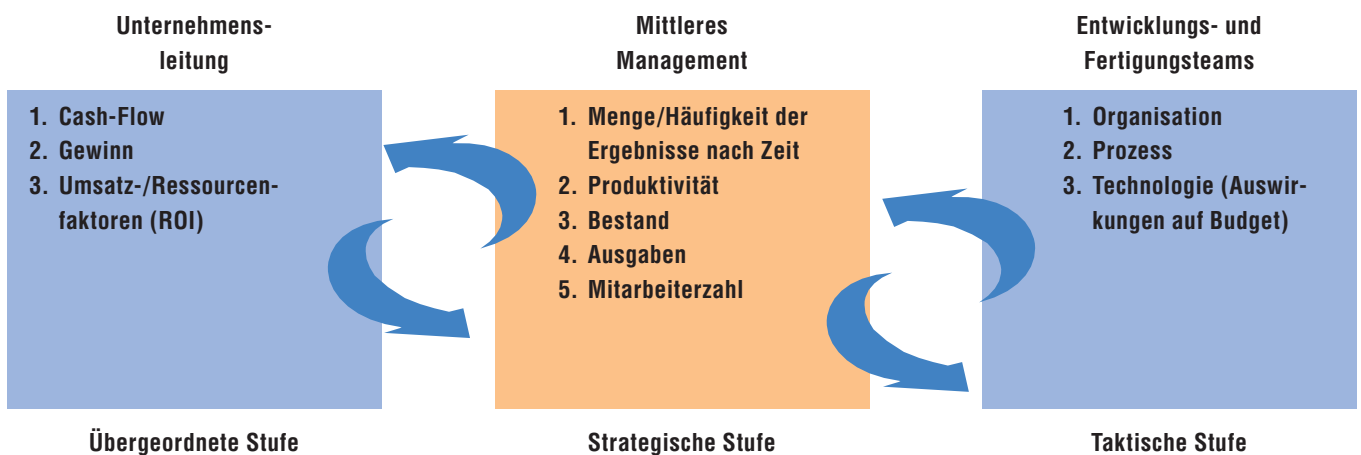 Unternehmens-
leitung
1. Cash-Flow
2. Gewinn
3. Umsatz-/Ressourcen-
faktoren (ROI)
Übergeordnete Stufe
Mittleres
Management
1. Menge/Häufigkeit der
Ergebnisse nach Zeit
2. Produktivität
3. Bestand
4. Ausgaben
5. Mitarbeiterzahl
Strategische Stufe
Entwicklungs- und
Fertigungsteams
1. Organisation
2. Prozess
3. Technologie (Auswir-
kungen auf Budget)
Taktische Stufe